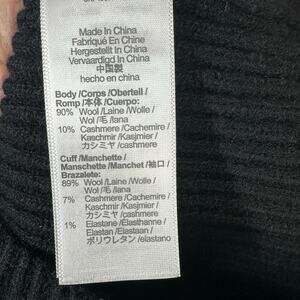 Made In China
Fabriqué En Chine
Hergestellt In China
Vervaardigd In China
中国製
hecho en china
Body /Corps /Oberteil /
Romp /本体 /Cuerpo:
90% Wool /Laine /Wolle /
Wol /毛 /lana
10% Cashmere /Cachemire /
Kaschmir /Kasjmier /
カシミヤ /cashmere
Cuff /Manchette /
Manschette /Manchet /袖口 /
Brazalete:
89% Wool /Laine /Wolle /
Wol /毛 /lana
7% Cashmere /Cachemire /
Kaschmir /Kasjmier /
カシミヤ /cashmere
1% Elastane /Élasthanne /
Elastan /Elastaan /
ポリウレタン /elastano